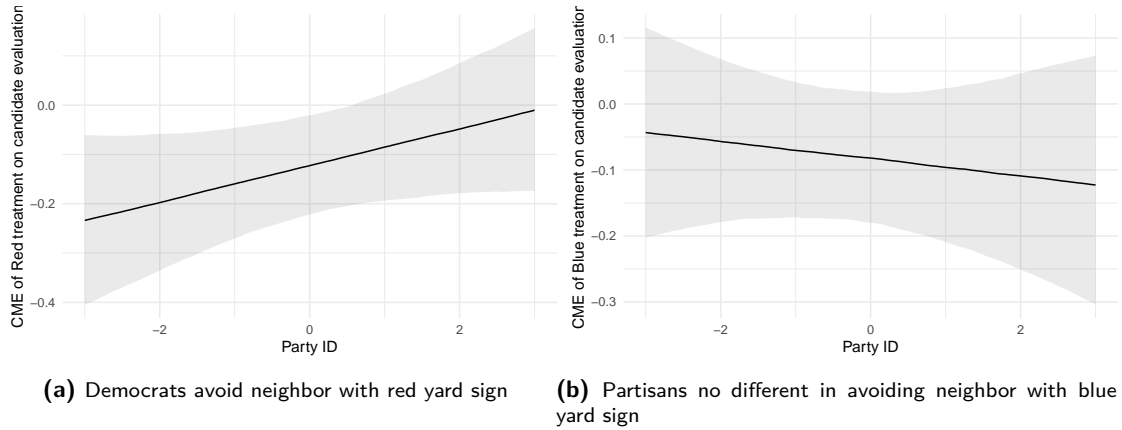 CME of Red treatment on candidate evaluation
0.0
−0.2
−0.4
−2
0
2
Party ID
(a) Democrats avoid neighbor with red yard sign
CME of Blue treatment on candidate evaluation
0.1
0.0
−0.1
−0.2
−0.3
−2
0
2
Party ID
(b) Partisans no different in avoiding neighbor with blue
yard sign